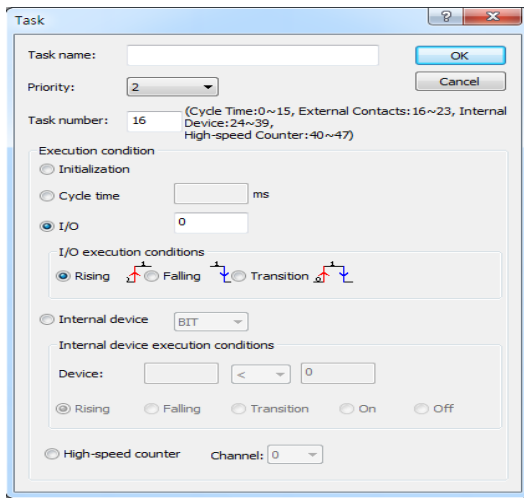 Task
Task name:
OK
Priority: 2
Cancel
Task number: 16 (Cycle Time:0~15, External Contacts:16~23, Internal
Device:24~39,
High-speed Counter:40~47)
Execution condition
Initialization
Cycle time ms
I/O 0
I/O execution conditions
Rising Falling Transition
Internal device BIT
Internal device execution conditions
Device: < 0
Rising Falling Transition On Off
High-speed counter Channel: 0